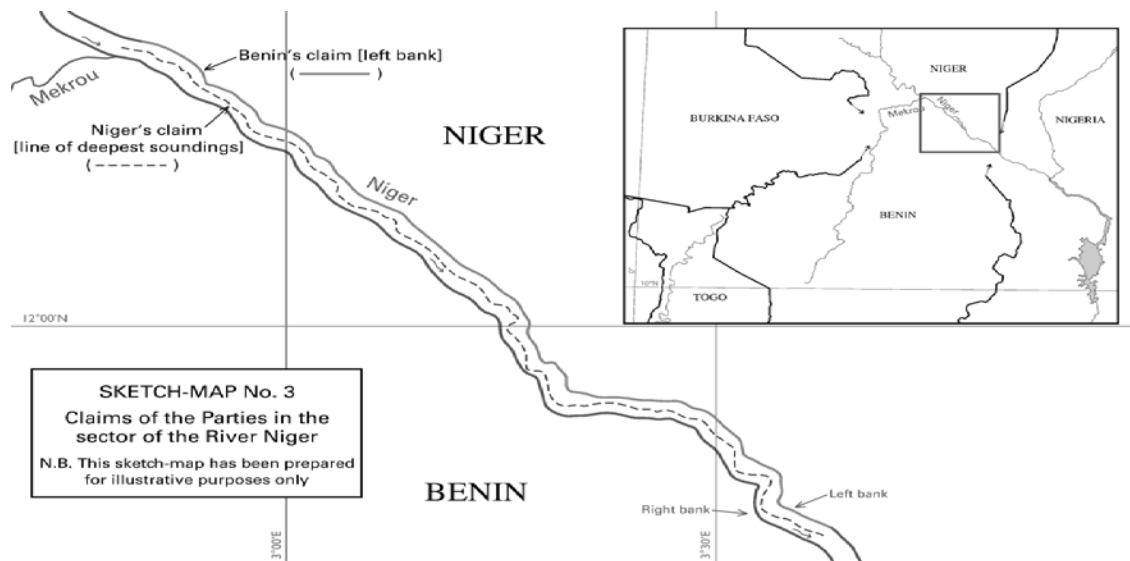 Benin's claim [left bank]
( ———— )
Mekrou
Niger's claim
[line of deepest soundings]
( - - - - - - )
NIGER
Niger
12°00'N
SKETCH-MAP No. 3
Claims of the Parties in the
sector of the River Niger
N.B. This sketch-map has been prepared
for illustrative purposes only
BENIN
Left bank
Right bank
3°00'E
3°30'E
NIGER
BURKINA FASO
Mekrou
Niger
NIGERIA
BENIN
TOGO
10°N